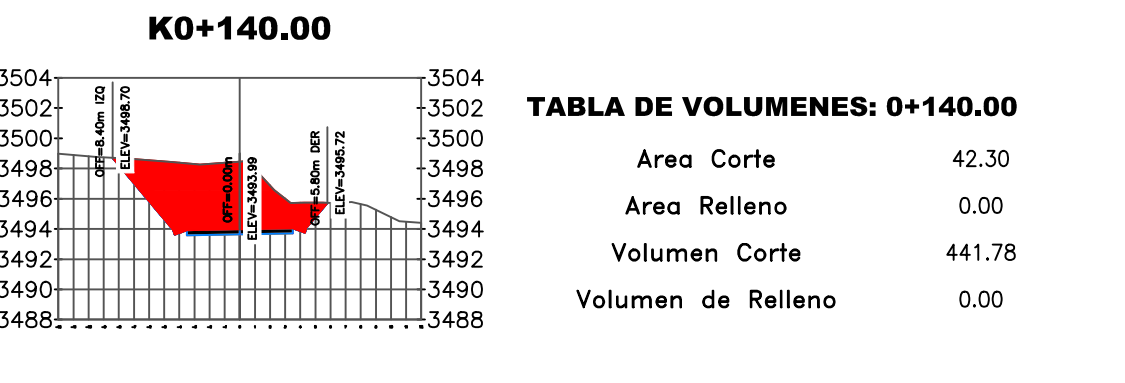 K0+140.00
3504 3504
3502 3502
3500 3500
3498 3498
3496 3496
3494 3494
3492 3492
3490 3490
3488 3488
OFF=8.40m IZQ
ELEV=3498.70
OFF=0.00m
ELEV=3493.99
OFF=5.80m DER
ELEV=3495.72
TABLA DE VOLUMENES: 0+140.00
Area Corte 42.30
Area Relleno 0.00
Volumen Corte 441.78
Volumen de Relleno 0.00